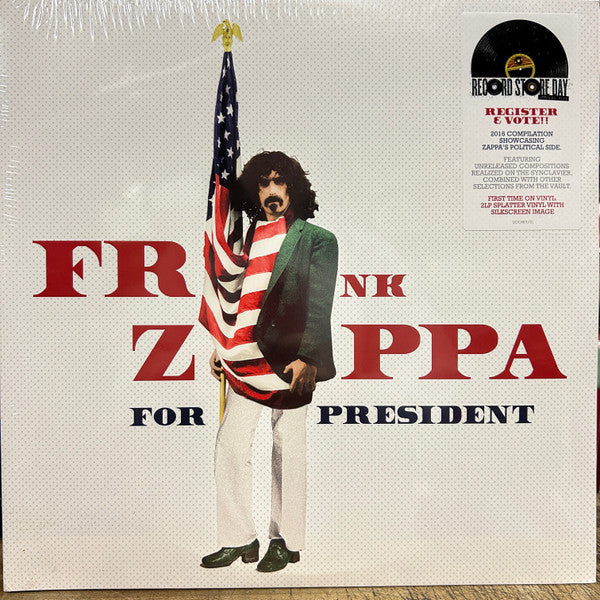 RECORD STORE DAY
REGISTER
& VOTE!!
2016 COMPILATION
SHOWCASING
ZAPPA'S POLITICAL SIDE.
FEATURING
UNRELEASED COMPOSITIONS
REALIZED ON THE SYNCLAVIER,
COMBINED WITH OTHER
SELECTIONS FROM THE VAULT.
FIRST TIME ON VINYL.
2LP SPLATTER VINYL WITH
SILKSCREEN IMAGE
FR NK
Z PPA
FOR PRESIDENT